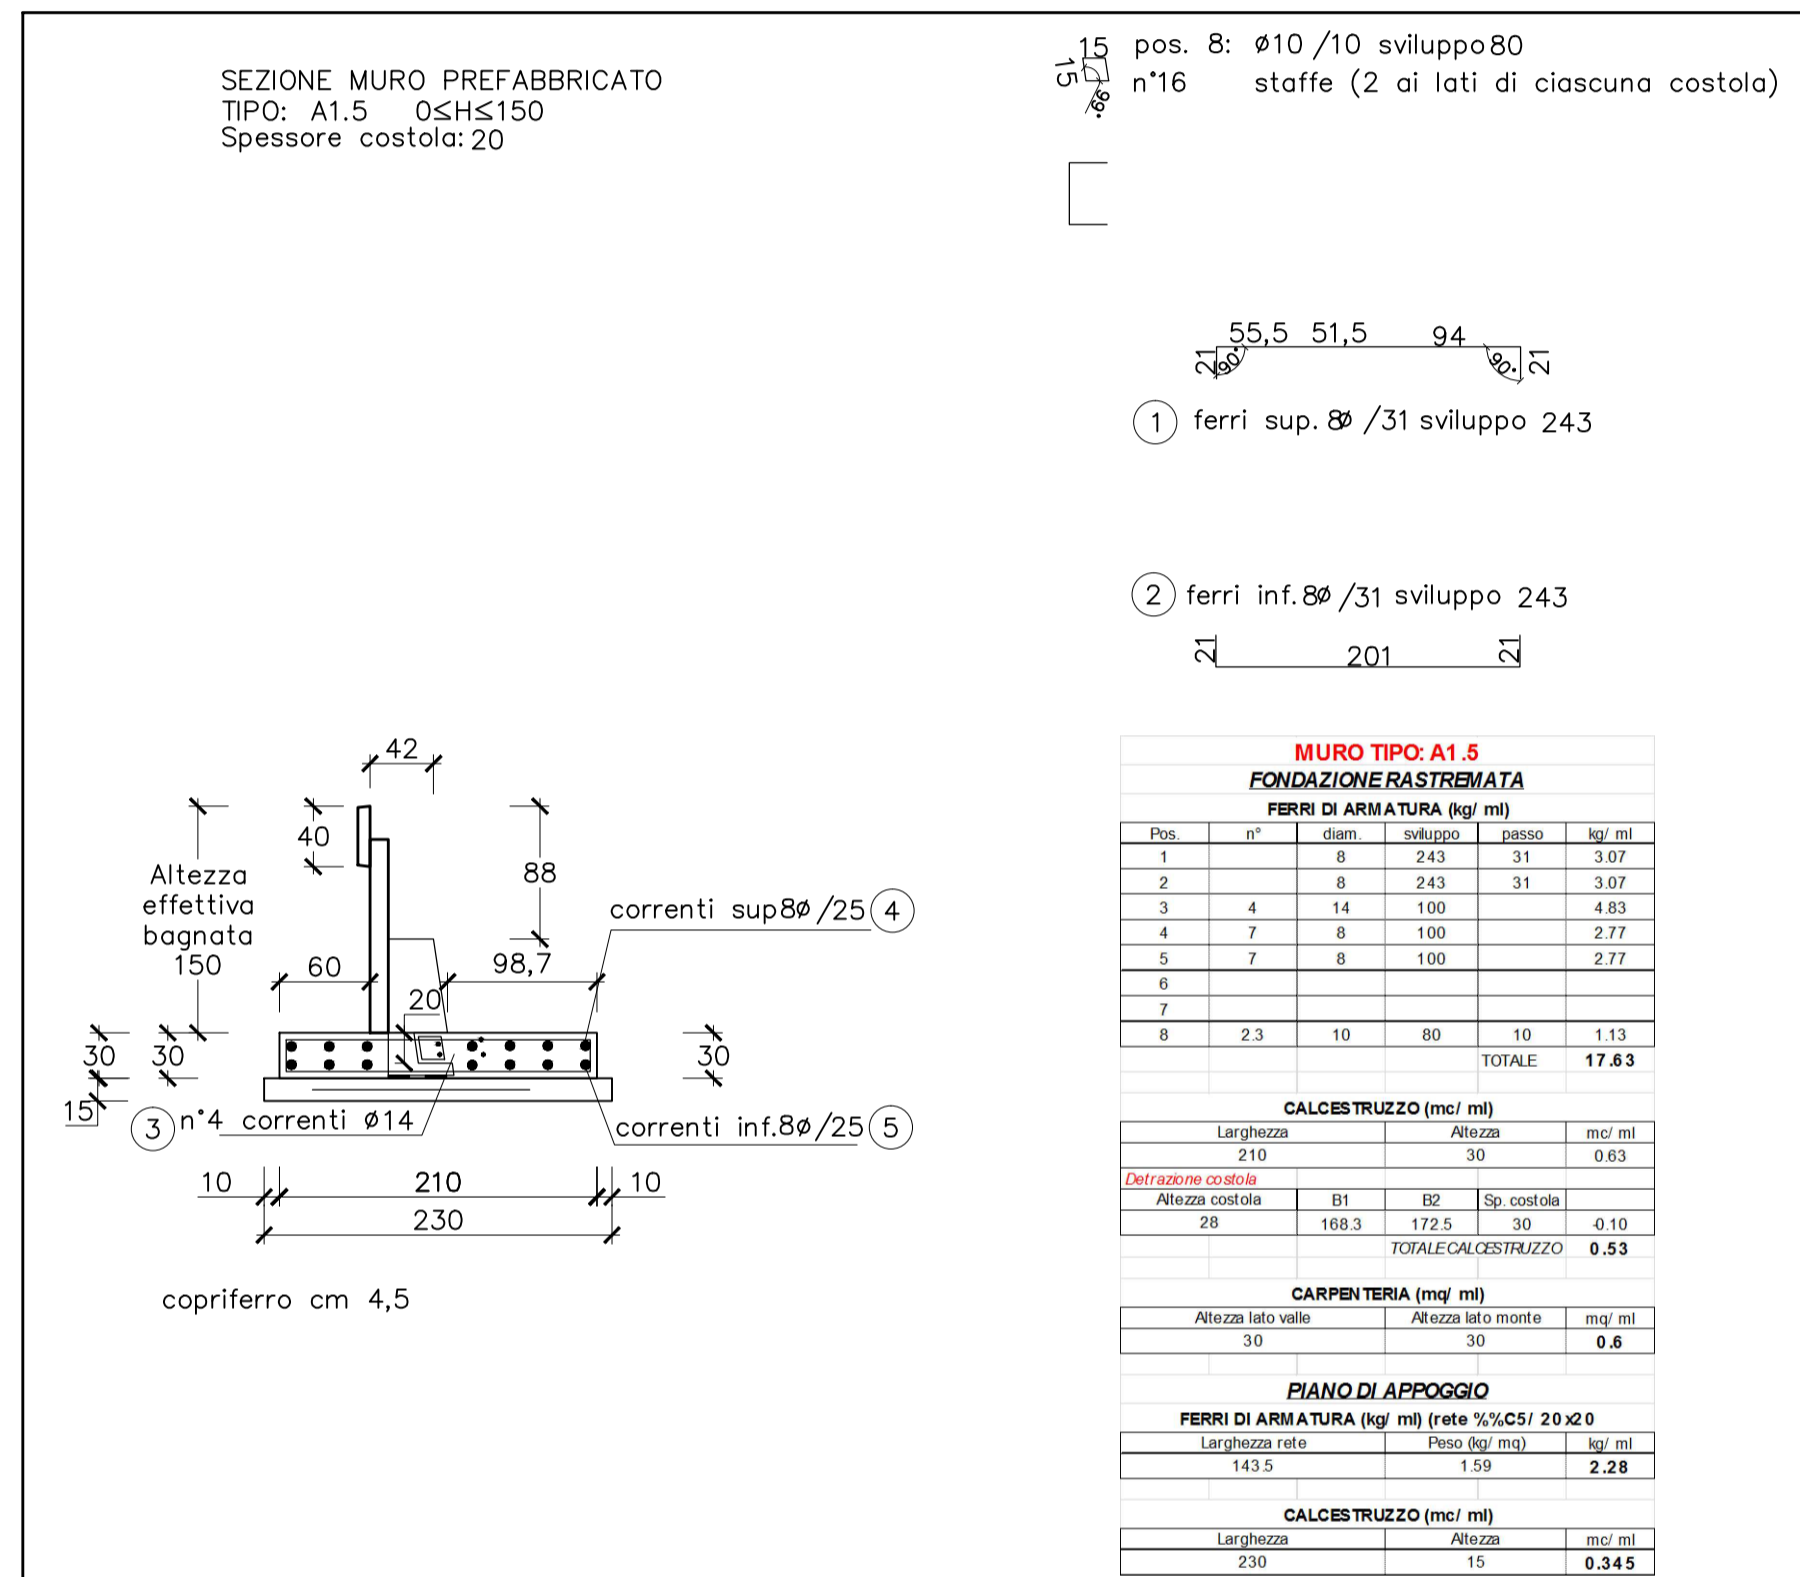 SEZIONE MURO PREFABBRICATO
TIPO: A1.5 0≤H≤150
Spessore costola: 20
15 pos. 8: ø10 /10 sviluppo 80
15 n°16 staffe (2 ai lati di ciascuna costola)
99°
55,5 51,5 94
21 90° 90° 21
1 ferri sup. 8ø /31 sviluppo 243
2 ferri inf. 8ø /31 sviluppo 243
21 201 21
42
40
Altezza
effettiva
bagnata
150
88
correnti sup8ø /25 4
60 98,7
20
30 30 30
15
3 n°4 correnti ø14
correnti inf.8ø/25 5
10 210 10
230
copriferro cm 4,5
MURO TIPO: A1.5
FONDAZIONE RASTREMATA
FERRI DI ARMATURA (kg/ ml)
Pos. n° diam. sviluppo passo kg/ ml
1 8 243 31 3.07
2 8 243 31 3.07
3 4 14 100 4.83
4 7 8 100 2.77
5 7 8 100 2.77
6
7
8 2.3 10 80 10 1.13
TOTALE 17.63
CALCESTRUZZO (mc/ ml)
Larghezza Altezza mc/ ml
210 30 0.63
Detrazione costola
Altezza costola B1 B2 Sp. costola
28 168.3 172.5 30 -0.10
TOTALE CALCESTRUZZO 0.53
CARPENTERIA (mq/ ml)
Altezza lato valle Altezza lato monte mq/ ml
30 30 0.6
PIANO DI APPOGGIO
FERRI DI ARMATURA (kg/ ml) (rete %%C5/ 20x20
Larghezza rete Peso (kg/ mq) kg/ ml
143.5 1.59 2.28
CALCESTRUZZO (mc/ ml)
Larghezza Altezza mc/ ml
230 15 0.345